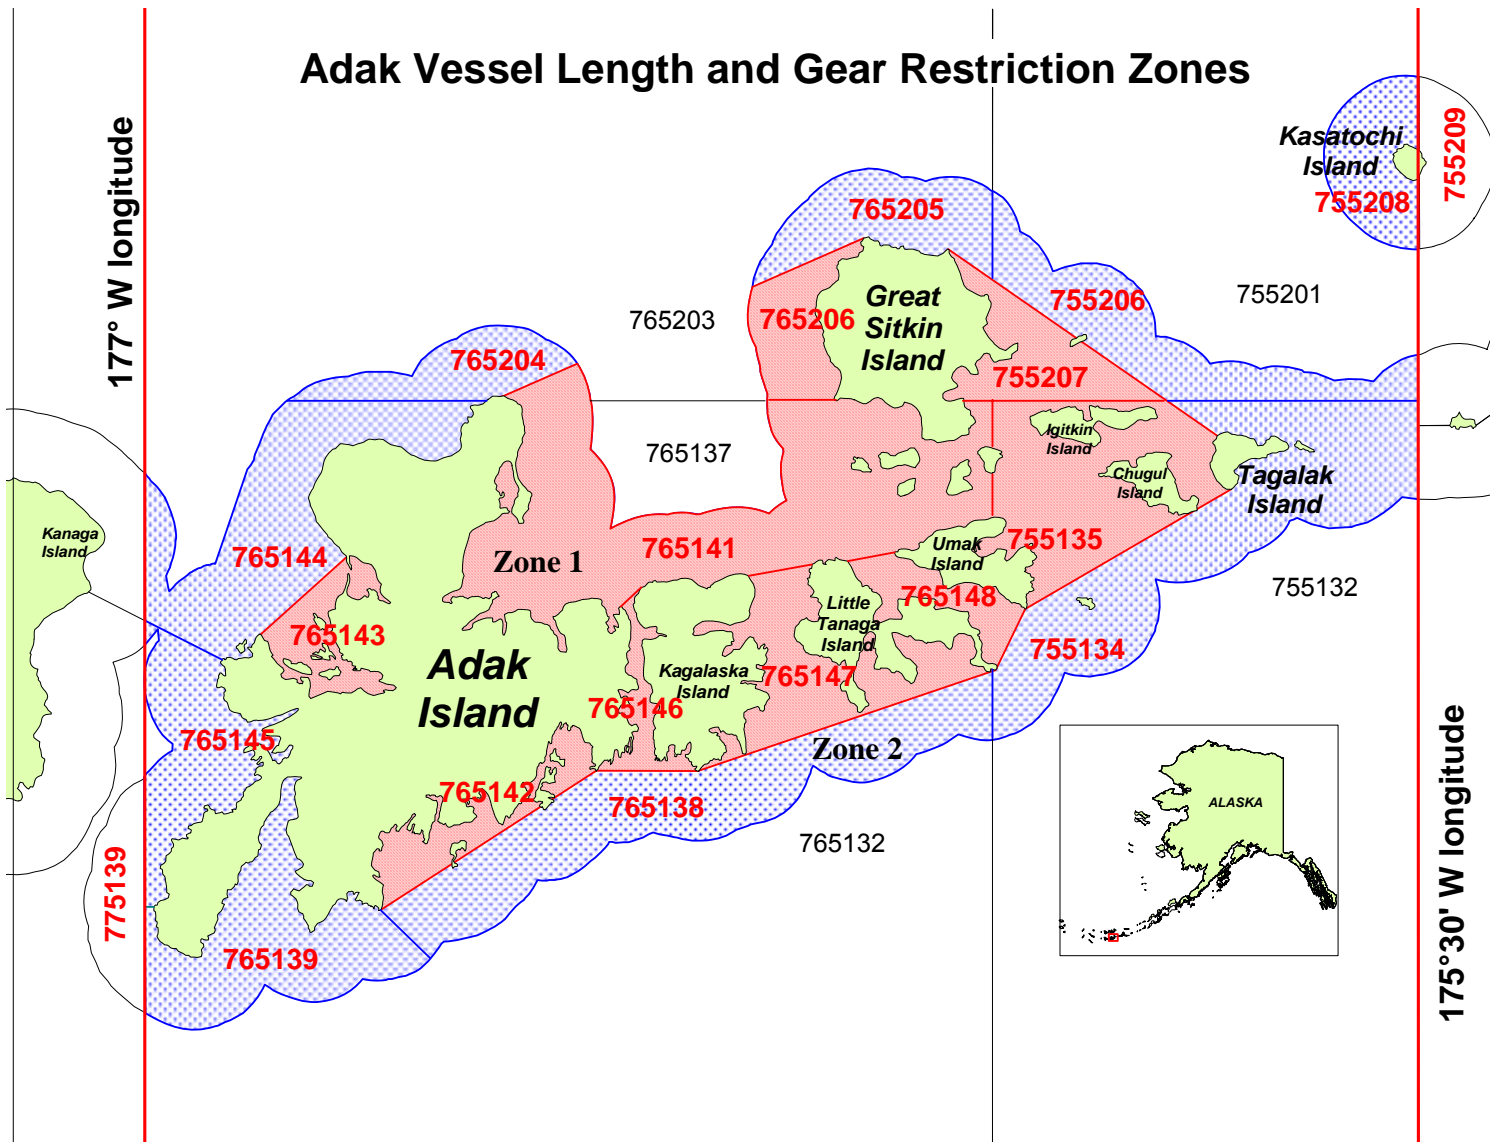 Adak Vessel Length and Gear Restriction Zones
177° W longitude
Kasatochi
Island
755208
755209
765205
755206
755201
765203
765206
Great
Sitkin
Island
765204
755207
765137
Igitkin
Island
Chugul
Island
Tagalak
Island
Kanaga
Island
765144
Zone 1
765141
Umak
Island
755135
755132
765143
Little
Tanaga
Island
765148
755134
Adak
Island
Kagalaska
Island
765147
765146
765145
Zone 2
765142
765138
765132
ALASKA
775139
765139
175°30' W longitude